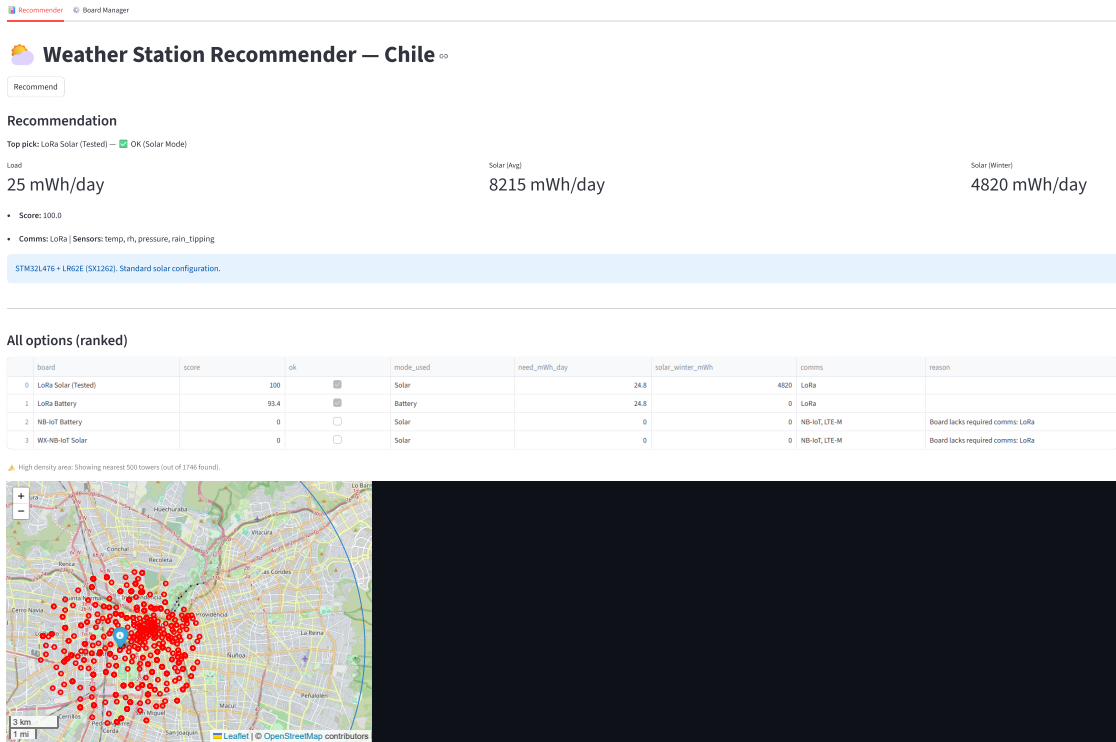 Recommender Board Manager
Weather Station Recommender — Chile
Recommend
Recommendation
Top pick: LoRa Solar (Tested) — ✅ OK (Solar Mode)
Load Solar (Avg) Solar (Winter)
25 mWh/day 8215 mWh/day 4820 mWh/day
• Score: 100.0
• Comms: LoRa | Sensors: temp, rh, pressure, rain_tipping
STM32L476 + LR62E (SX1262). Standard solar configuration.
All options (ranked)
board score ok mode_used need_mWh_day solar_winter_mWh comms reason
0 LoRa Solar (Tested) 100 Solar 24.8 4820 LoRa
1 LoRa Battery 93.4 Battery 24.8 0 LoRa
2 NB-IoT Battery 0 Solar 0 0 NB-IoT, LTE-M Board lacks required comms: LoRa
3 WX-NB-IoT Solar 0 Solar 0 0 NB-IoT, LTE-M Board lacks required comms: LoRa
⚠️ High density area: Showing nearest 500 towers (out of 1746 found).
+
−
Lo Barn
Huechuraba
Vitacura
Conchal
Recoleta
Renca
Las Condes
Cerro Navia
Providencia
La Reina
Ñuñoa
Peñalolén
Macul
Cerrillos
San Miguel
Cerda
San Joaquín
3 km
1 mi
Leaflet | © OpenStreetMap contributors